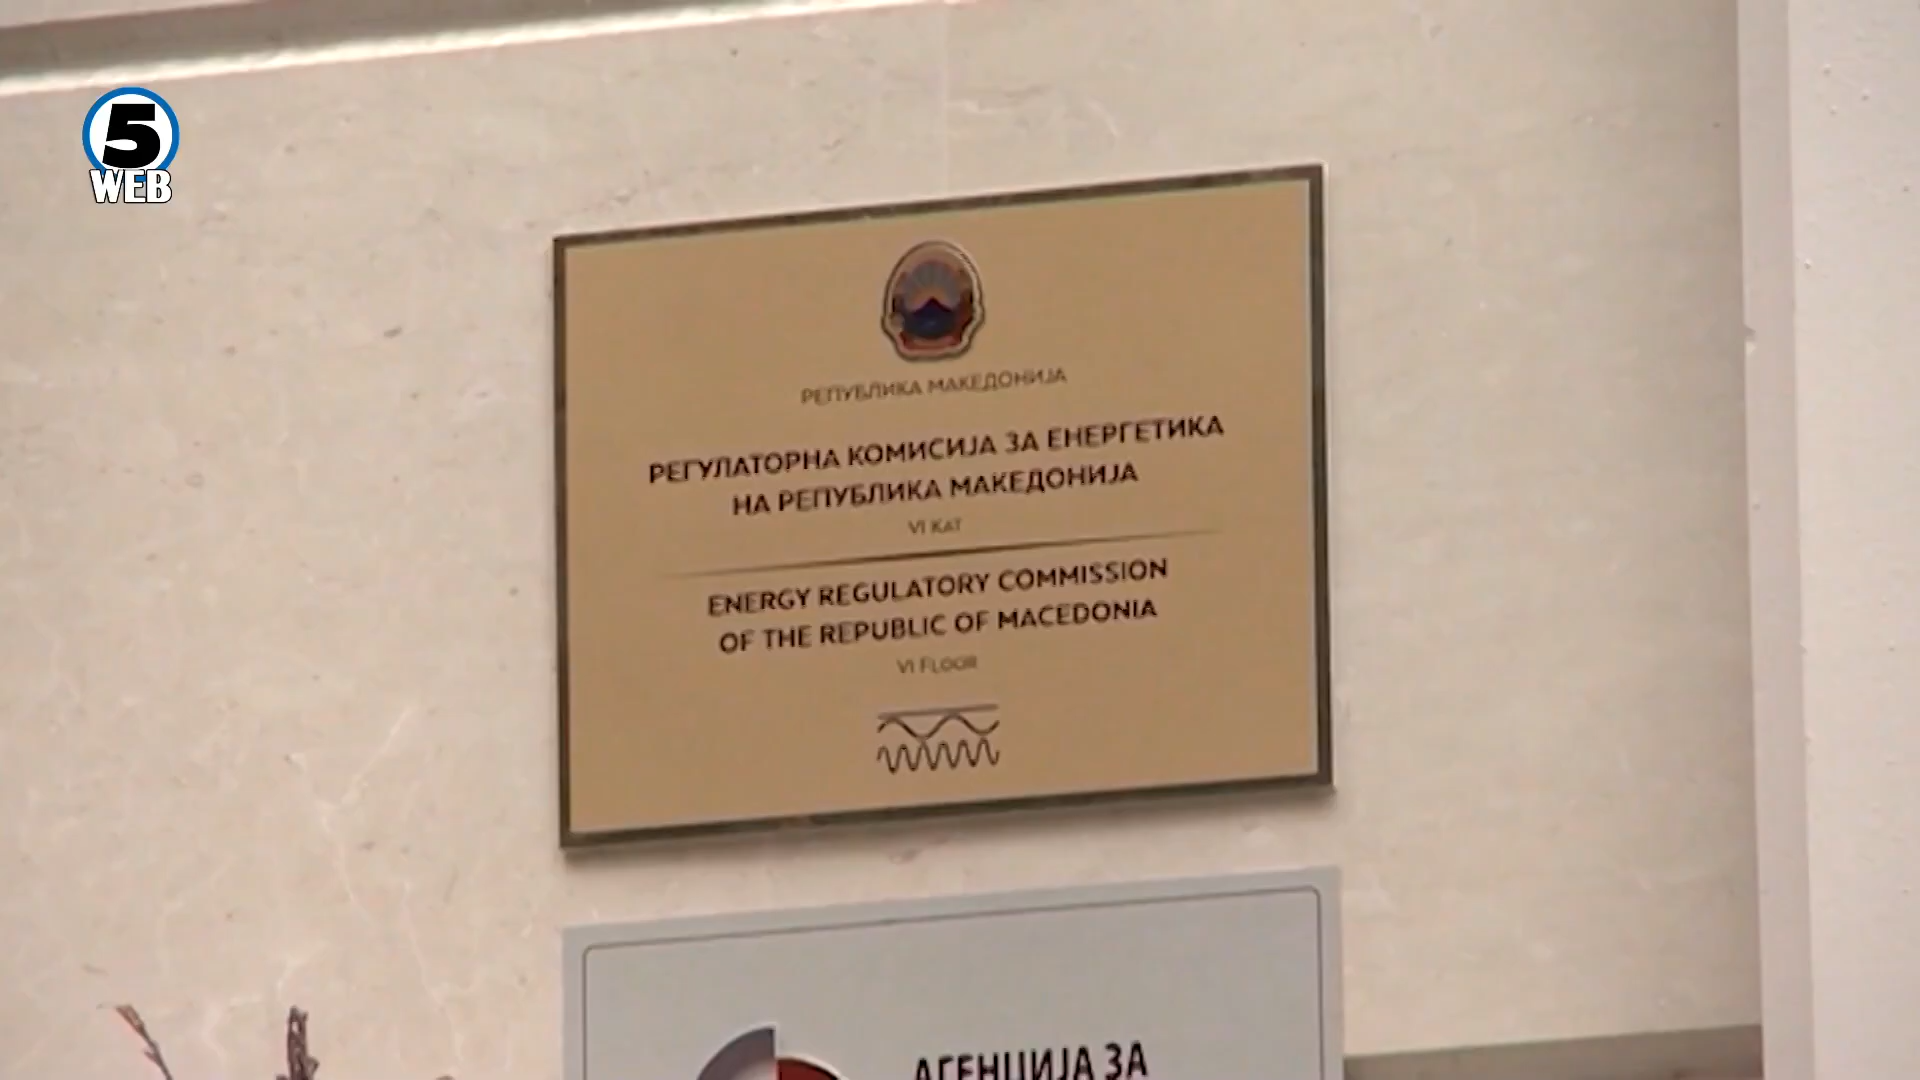 5
WEB
РЕПУБЛИКА МАКЕДОНИЈА
РЕГУЛАТОРНА КОМИСИЈА ЗА ЕНЕРГЕТИКА
НА РЕПУБЛИКА МАКЕДОНИЈА
VI КАТ
ENERGY REGULATORY COMMISSION
OF THE REPUBLIC OF MACEDONIA
VI FLOOR
АГЕНЦИЈА ЗА